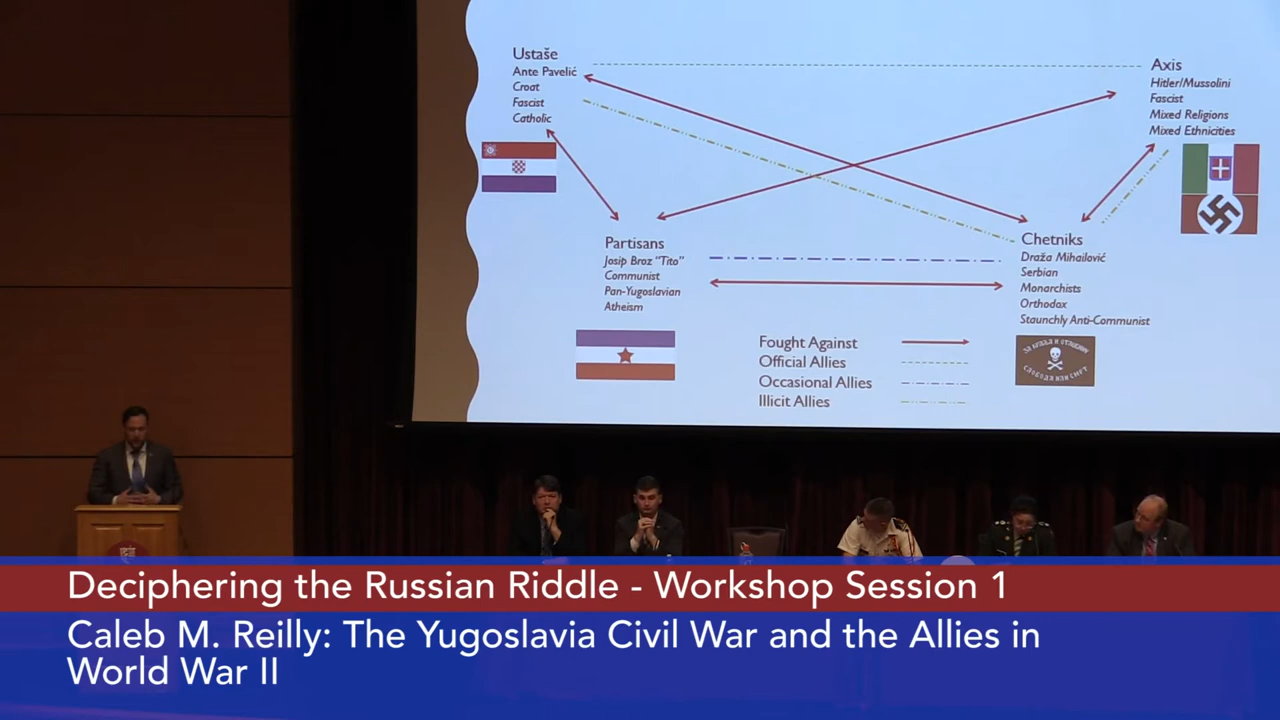 Ustaše
Ante Pavelić
Croat
Fascist
Catholic
Axis
Hitler/Mussolini
Fascist
Mixed Religions
Mixed Ethnicities
Partisans
Josip Broz "Tito"
Communist
Pan-Yugoslavian
Atheism
Chetniks
Draža Mihailović
Serbian
Monarchists
Orthodox
Staunchly Anti-Communist
Fought Against
Official Allies
Occasional Allies
Illicit Allies
Deciphering the Russian Riddle - Workshop Session 1
Caleb M. Reilly: The Yugoslavia Civil War and the Allies in
World War II